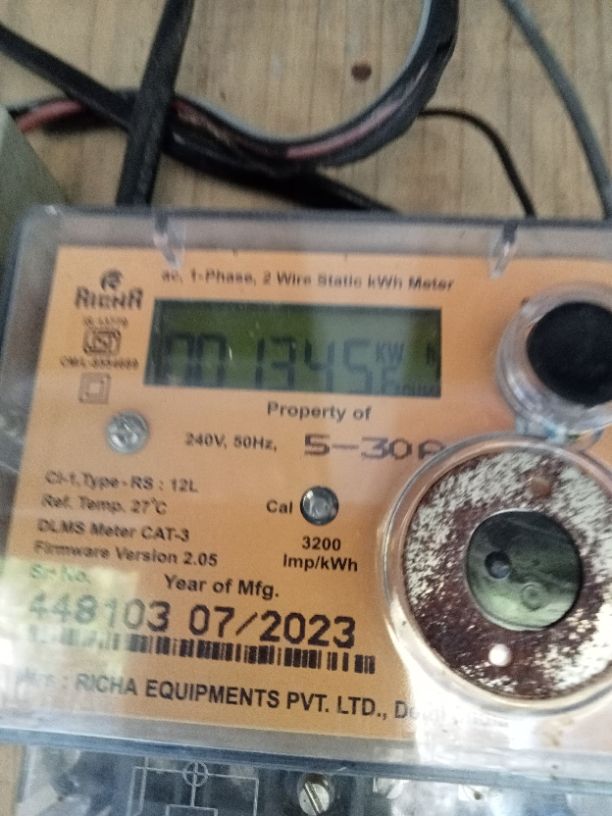 ac, 1-Phase, 2 Wire Static kWh Meter
RICHA
001345 KW h
Property of
240V, 50Hz, 5-30A
Cl-1, Type - RS : 12L
Ref. Temp. 27°C
Cal
DLMS Meter CAT-3
3200
Firmware Version 2.05
Imp/kWh
Sr No.
Year of Mfg.
448103 07/2023
: RICHA EQUIPMENTS PVT. LTD.,